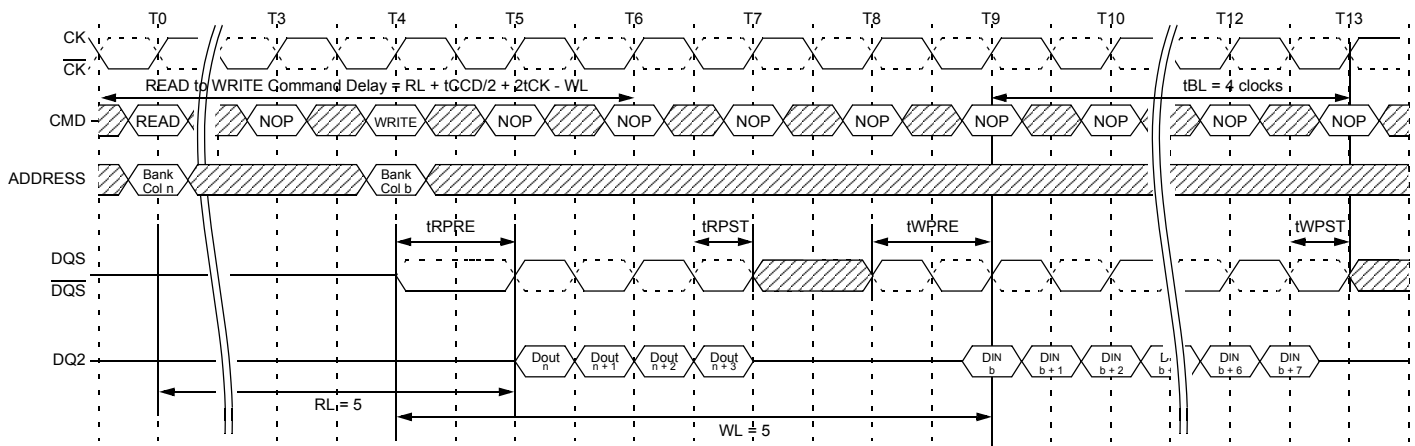 T0 T3 T4 T5 T6 T7 T8 T9 T10 T12 T13
CK
CK
READ to WRITE Command Delay = RL + tCCD/2 + 2tCK - WL
tBL = 4 clocks
CMD READ NOP WRITE NOP NOP NOP NOP NOP NOP NOP NOP
ADDRESS
Bank
Col n
Bank
Col b
tRPRE tRPST tWPRE tWPST
DQS
DQS
DQ2
Dout
n
Dout
n + 1
Dout
n + 2
Dout
n + 3
DIN
b
DIN
b + 1
DIN
b + 2
DIN
b + 6
DIN
b + 7
RL = 5
WL = 5